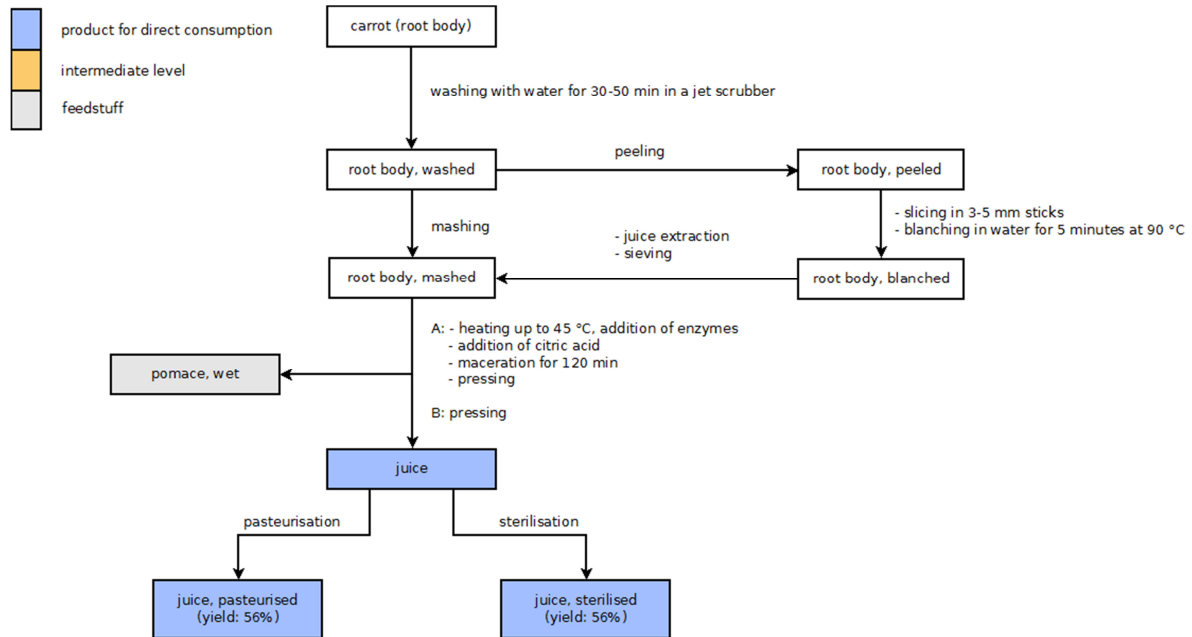 product for direct consumption
intermediate level
feedstuff
carrot (root body)
washing with water for 30-50 min in a jet scrubber
root body, washed
peeling
root body, peeled
mashing
- slicing in 3-5 mm sticks
- blanching in water for 5 minutes at 90 °C
- juice extraction
- sieving
root body, mashed
root body, blanched
A: - heating up to 45 °C, addition of enzymes
- addition of citric acid
- maceration for 120 min
- pressing
pomace, wet
B: pressing
juice
pasteurisation
sterilisation
juice, pasteurised
(yield: 56%)
juice, sterilised
(yield: 56%)